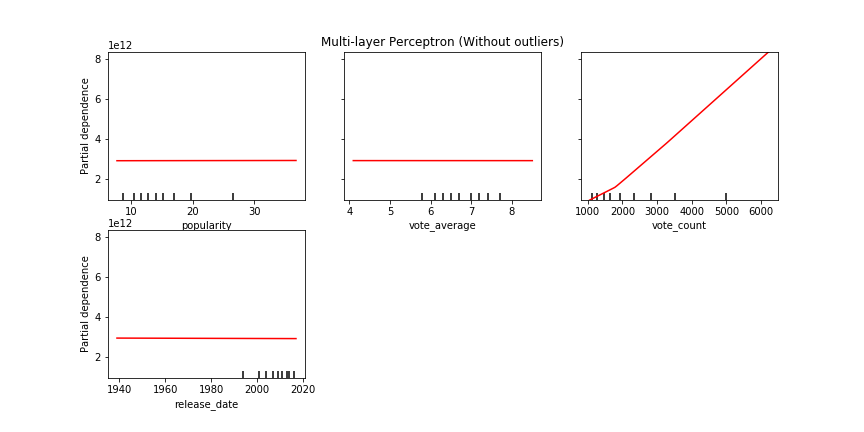 Multi-layer Perceptron (Without outliers)
1e12
8
6
4
2
Partial dependence
10 20 30
popularity
4 5 6 7 8
vote_average
1000 2000 3000 4000 5000 6000
vote_count
1e12
8
6
4
2
Partial dependence
1940 1960 1980 2000 2020
release_date